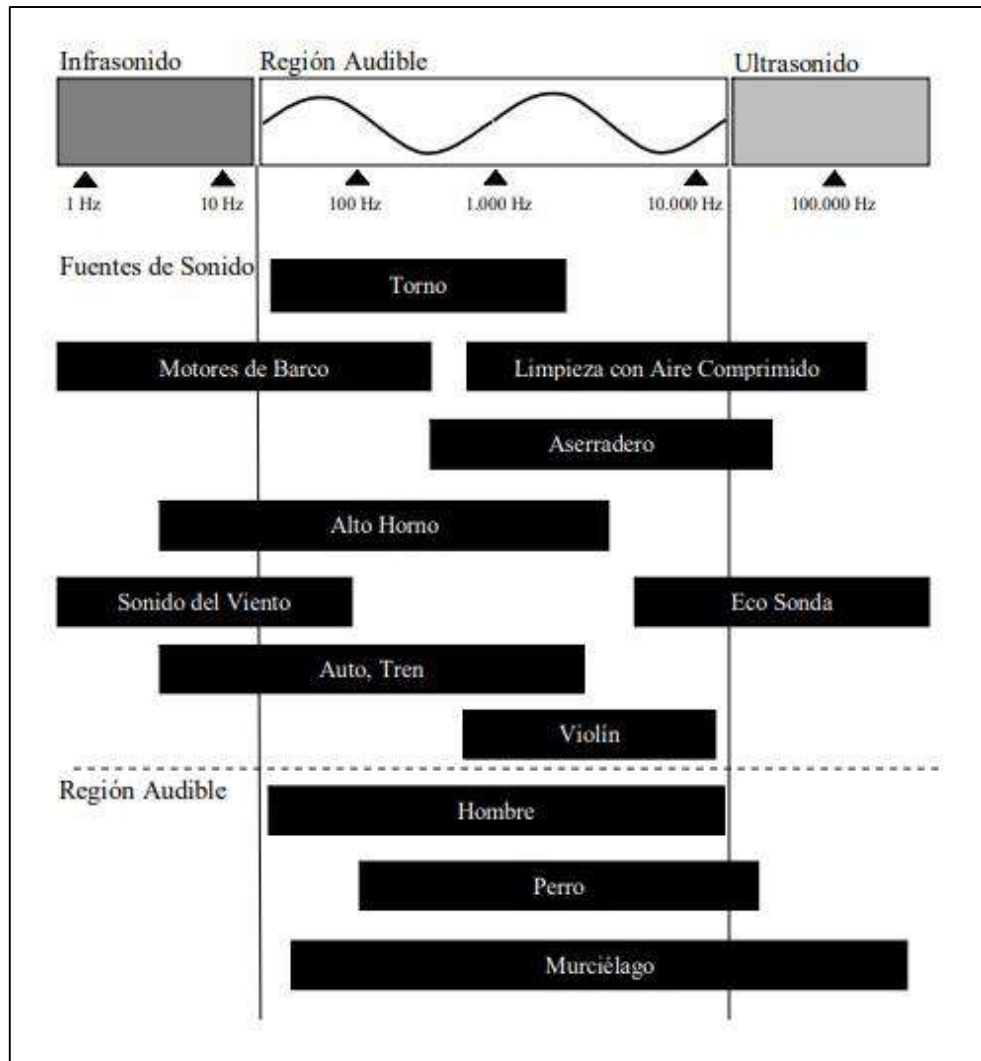 Infrasonido Región Audible Ultrasonido
1 Hz 10 Hz 100 Hz 1.000 Hz 10.000 Hz 100.000 Hz
Fuentes de Sonido
Torno
Motores de Barco Limpieza con Aire Comprimido
Aserradero
Alto Horno
Sonido del Viento Eco Sonda
Auto, Tren
Violín
Región Audible
Hombre
Perro
Murciélago